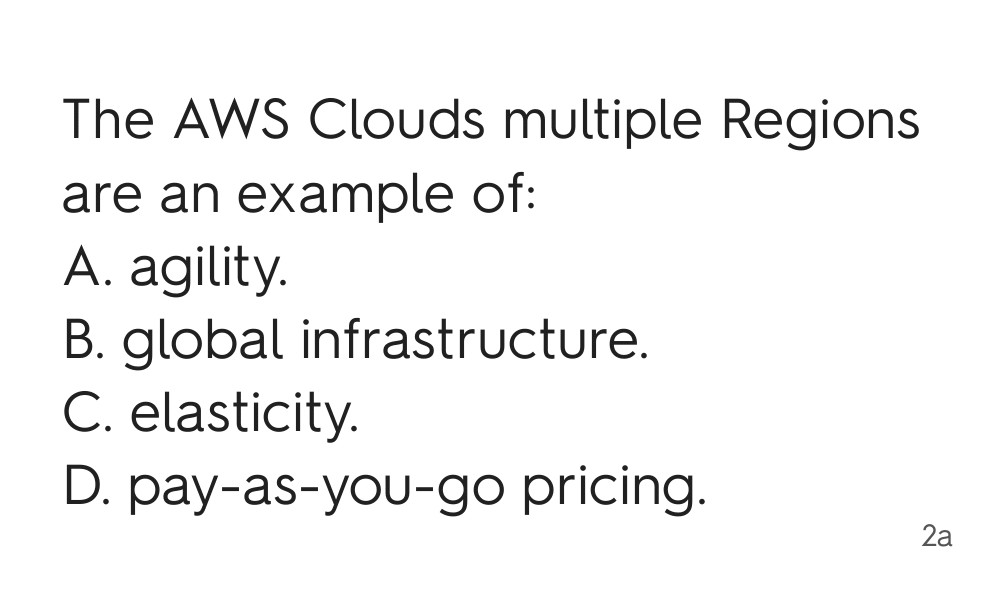 The AWS Clouds multiple Regions
are an example of:
A. agility.
B. global infrastructure.
C. elasticity.
D. pay-as-you-go pricing.
2a